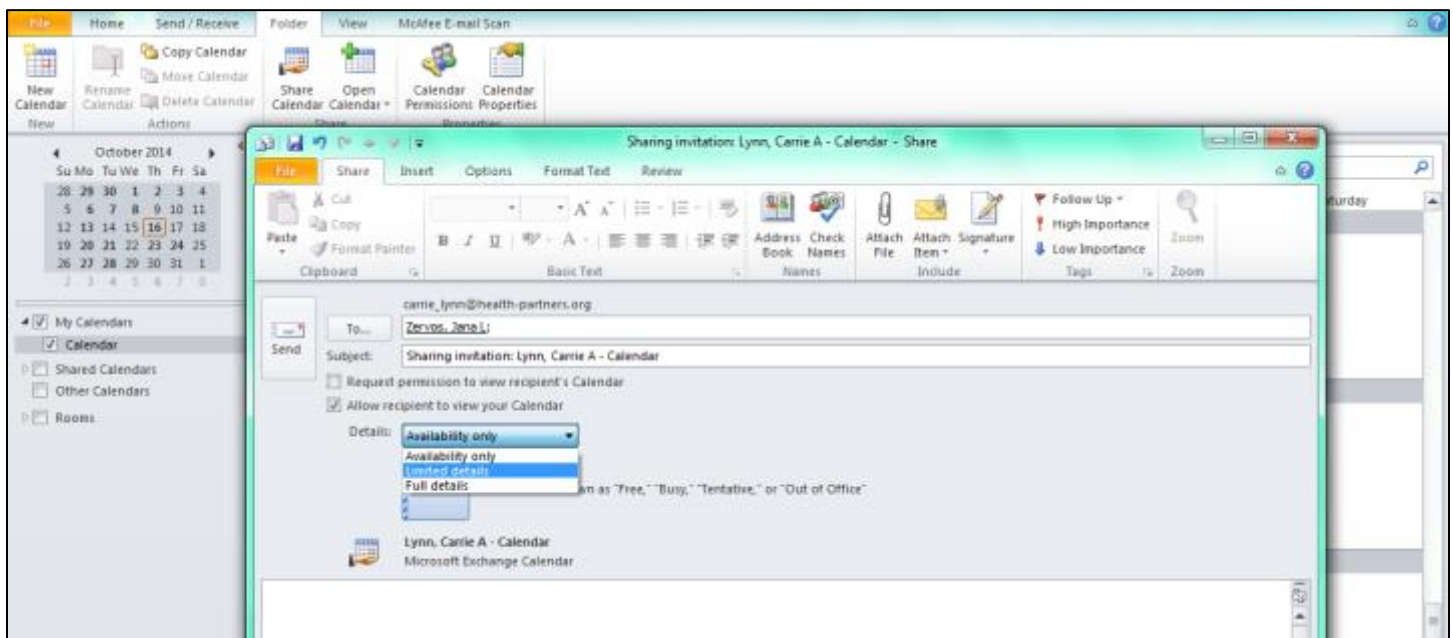 File Home Send / Receive Folder View McAfee E-mail Scan
New Calendar
Rename Calendar
Copy Calendar
Move Calendar
Delete Calendar
Share Calendar
Open Calendar
Calendar Permissions
Calendar Properties
New Actions Share Properties
October 2014
Su Mo Tu We Th Fr Sa
28 29 30 1 2 3 4
5 6 7 8 9 10 11
12 13 14 15 16 17 18
19 20 21 22 23 24 25
26 27 28 29 30 31 1
2 3 4 5 6 7 8
My Calendars
Calendar
Shared Calendars
Other Calendars
Rooms
Sharing invitation: Lynn, Carrie A - Calendar - Share
File Share Insert Options Format Text Review
Paste
Cut
Copy
Format Painter
B I U
Address Book
Check Names
Attach File
Attach Item
Signature
Follow Up
High Importance
Low Importance
Zoom
Clipboard Basic Text Names Include Tags Zoom
carrie_lynn@health-partners.org
Send
To... Zervos, Jana L;
Subject: Sharing invitation: Lynn, Carrie A - Calendar
Request permission to view recipient's Calendar
Allow recipient to view your Calendar
Details: Availability only
Availability only
Limited details
Full details
wn as "Free," "Busy," "Tentative," or "Out of Office"
Lynn, Carrie A - Calendar
Microsoft Exchange Calendar
turday